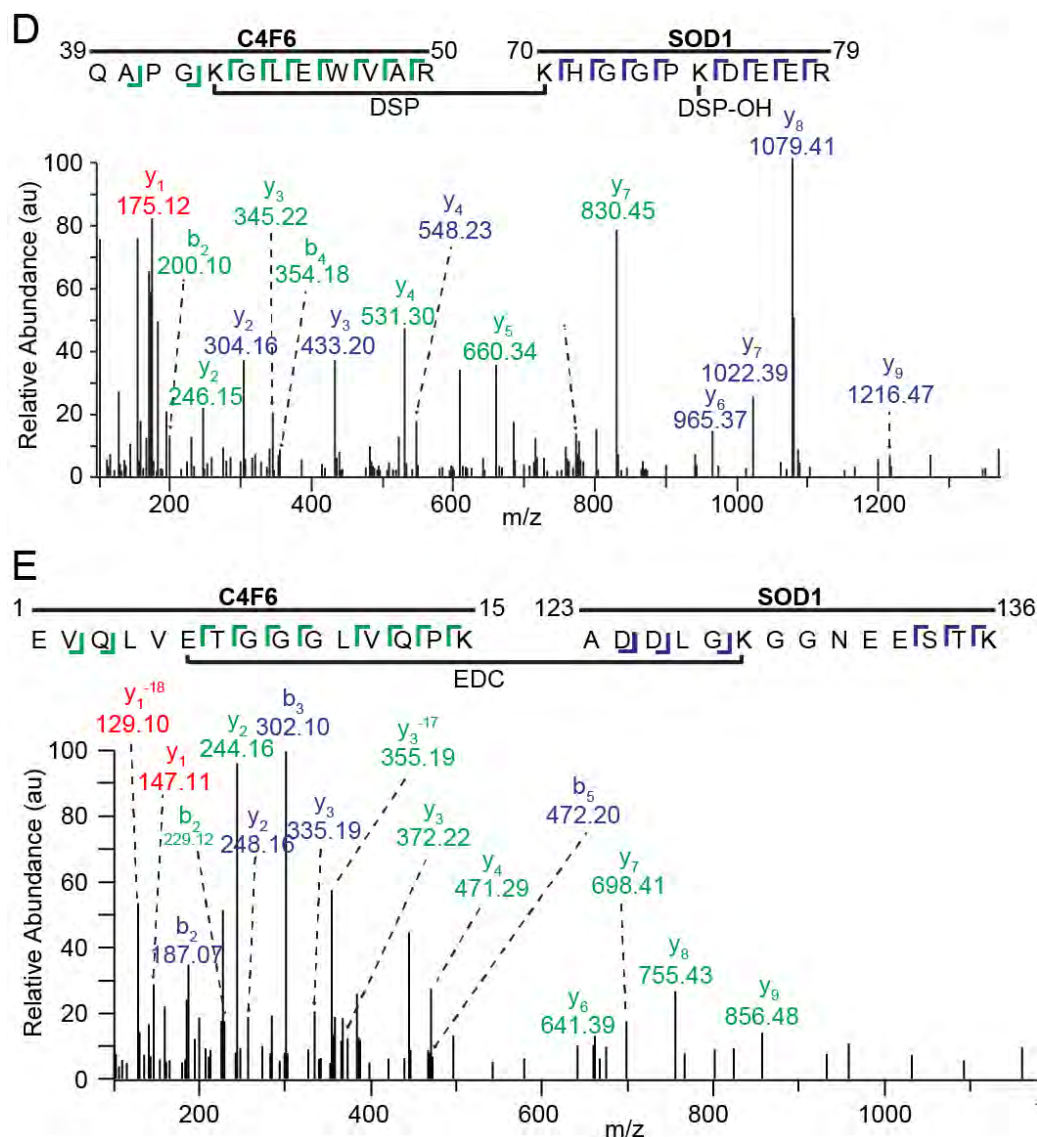 D
39 C4F6 50 70 SOD1 79
Q A P G K G L E W V A R K H G G P K D E E R
DSP DSP-OH
y8
1079.41
100
y1
175.12
y3
345.22
y4
548.23
y7
830.45
80
b2
200.10
b4
354.18
60
y4
531.30
y2
304.16
y3
433.20
y5
660.34
y7
1022.39
40
y2
246.15
y6
965.37
y9
1216.47
20
0
Relative Abundance (au)
200 400 600 800 1000 1200
m/z
E
1 C4F6 15 123 SOD1 136
E V Q L V E T G G G L V Q P K A D D L G K G G N E E S T K
EDC
y1-18
129.10
b3
302.10
y2
244.16
y3-17
355.19
100
y1
147.11
b2
229.12
y2
248.16
y3
335.19
y3
372.22
b5
472.20
80
y4
471.29
y7
698.41
60
b2
187.07
40
y8
755.43
y6
641.39
y9
856.48
20
0
Relative Abundance (au)
200 400 600 800 1000
m/z